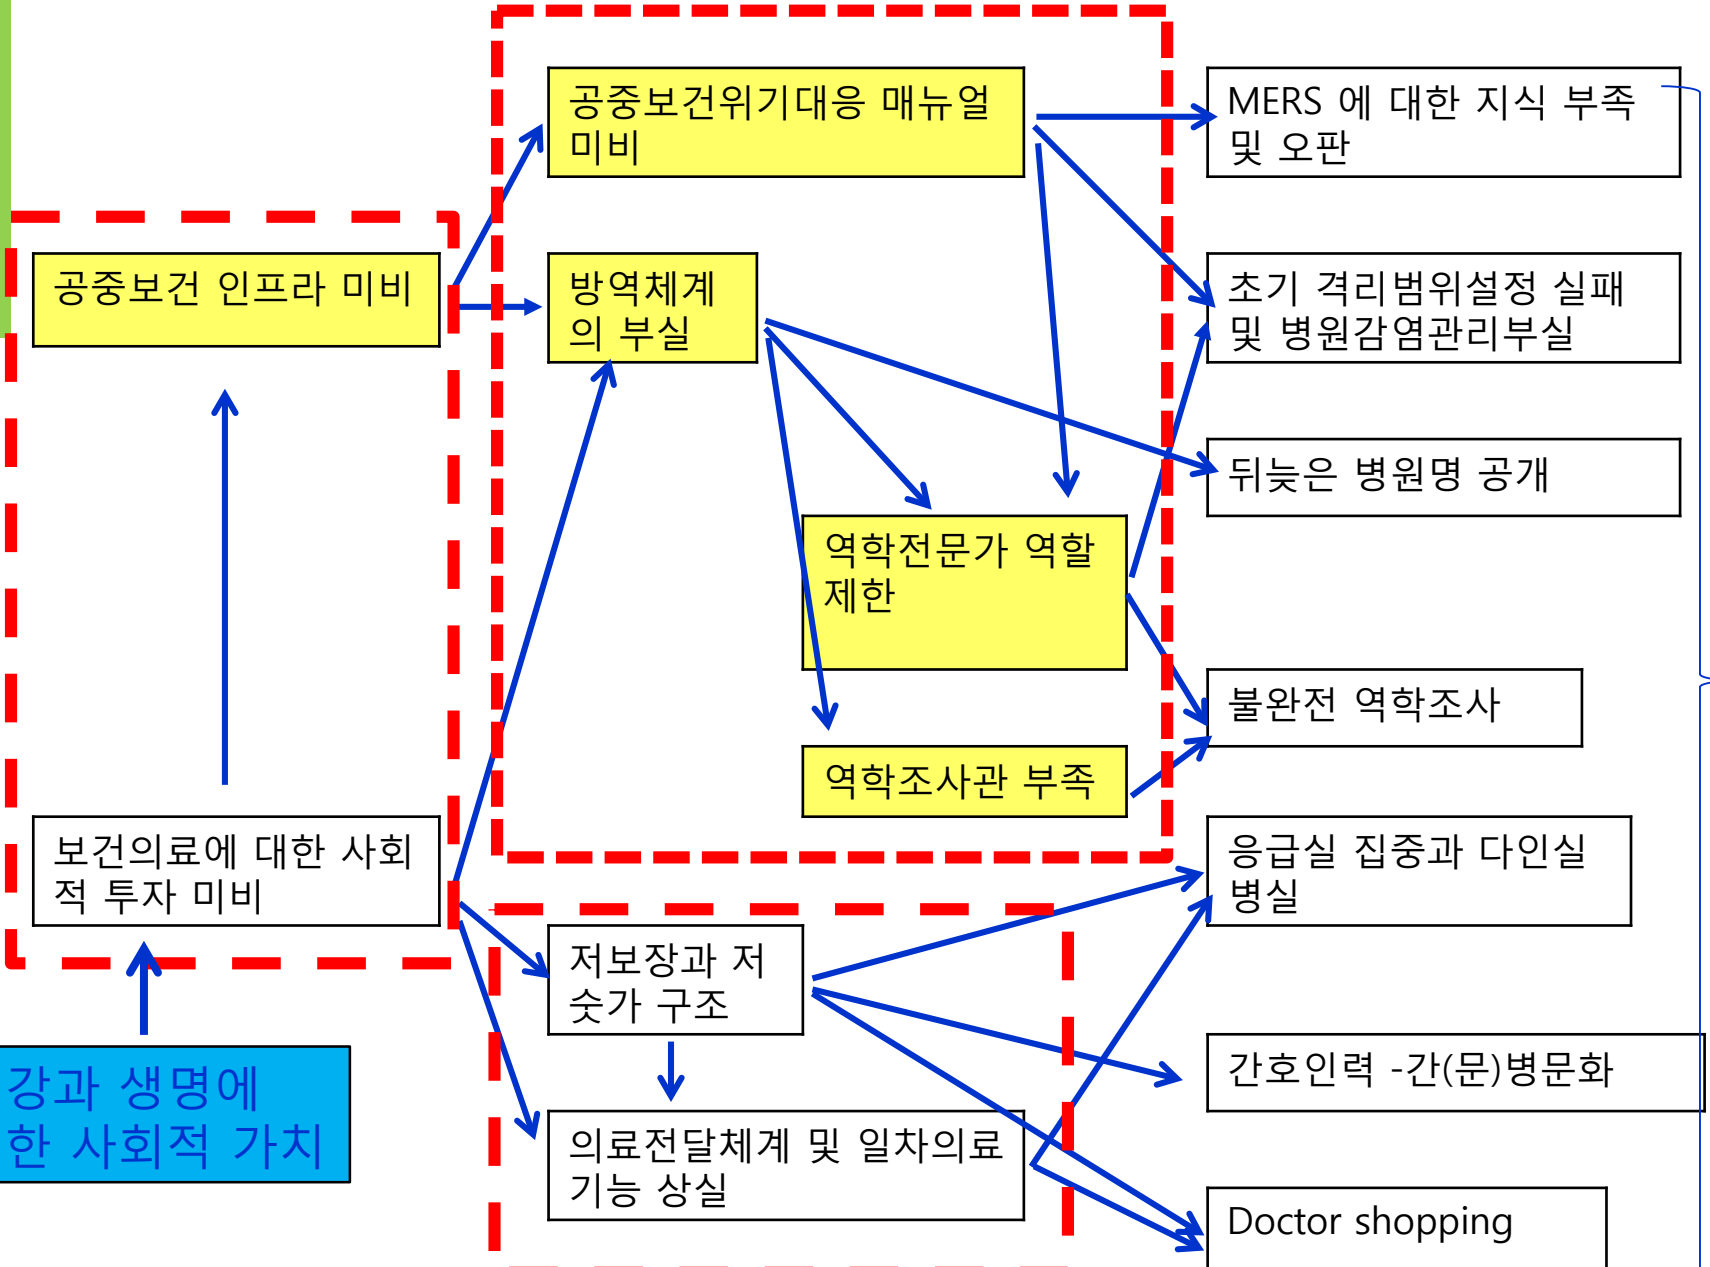 공중보건위기대응 매뉴얼
미비
MERS 에 대한 지식 부족
및 오판
공중보건 인프라 미비
방역체계
의 부실
초기 격리범위설정 실패
및 병원감염관리부실
뒤늦은 병원명 공개
역학전문가 역할
제한
불완전 역학조사
역학조사관 부족
보건의료에 대한 사회
적 투자 미비
응급실 집중과 다인실
병실
저보장과 저
숫가 구조
강과 생명에
한 사회적 가치
간호인력 -간(문)병문화
의료전달체계 및 일차의료
기능 상실
Doctor shopping